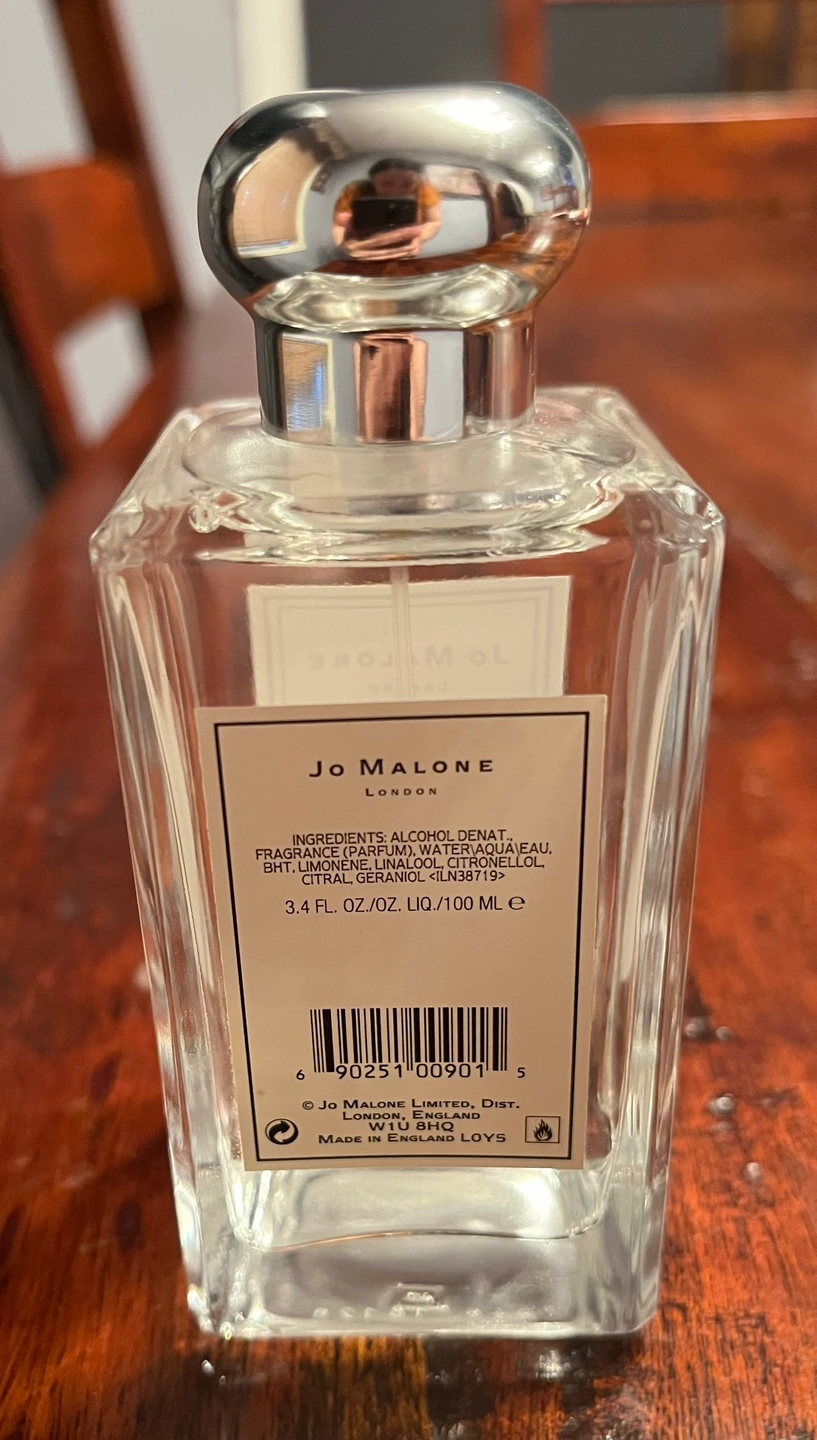 Jo Malone
London
INGREDIENTS: ALCOHOL DENAT.,
FRAGRANCE (PARFUM), WATER\AQUA\EAU,
BHT, LIMONENE, LINALOOL, CITRONELLOL,
CITRAL, GERANIOL <ILN38719>
3.4 FL. OZ./OZ. LIQ./100 ML ℮
6 90251 00901 5
© Jo Malone Limited, Dist.
London, England
W1U 8HQ
Made in England LOYS